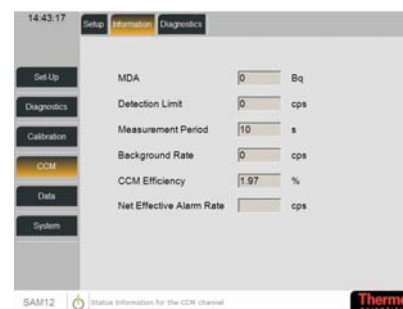 14:43:17
Setup Information Diagnostics
Set-Up
Diagnostics
Calibration
CCM
Data
System
MDA 0 Bq
Detection Limit 0 cps
Measurement Period 10 s
Background Rate 0 cps
CCM Efficiency 1.97 %
Net Effective Alarm Rate cps
SAM12 Status Information for the CCM channel
Thermo
SCIENTIFIC